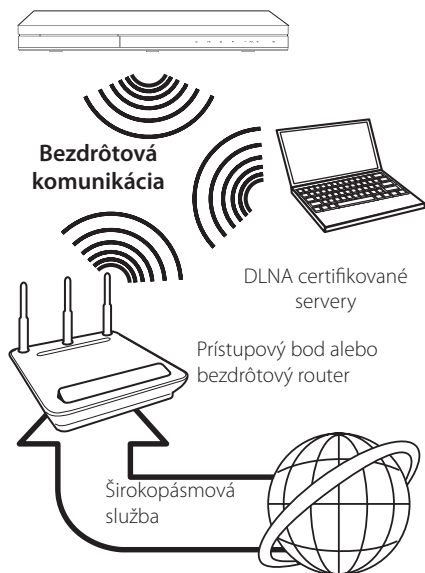 Bezdrôtová
komunikácia
DLNA certifikované
servery
Prístupový bod alebo
bezdrôtový router
Širokopásmová
služba